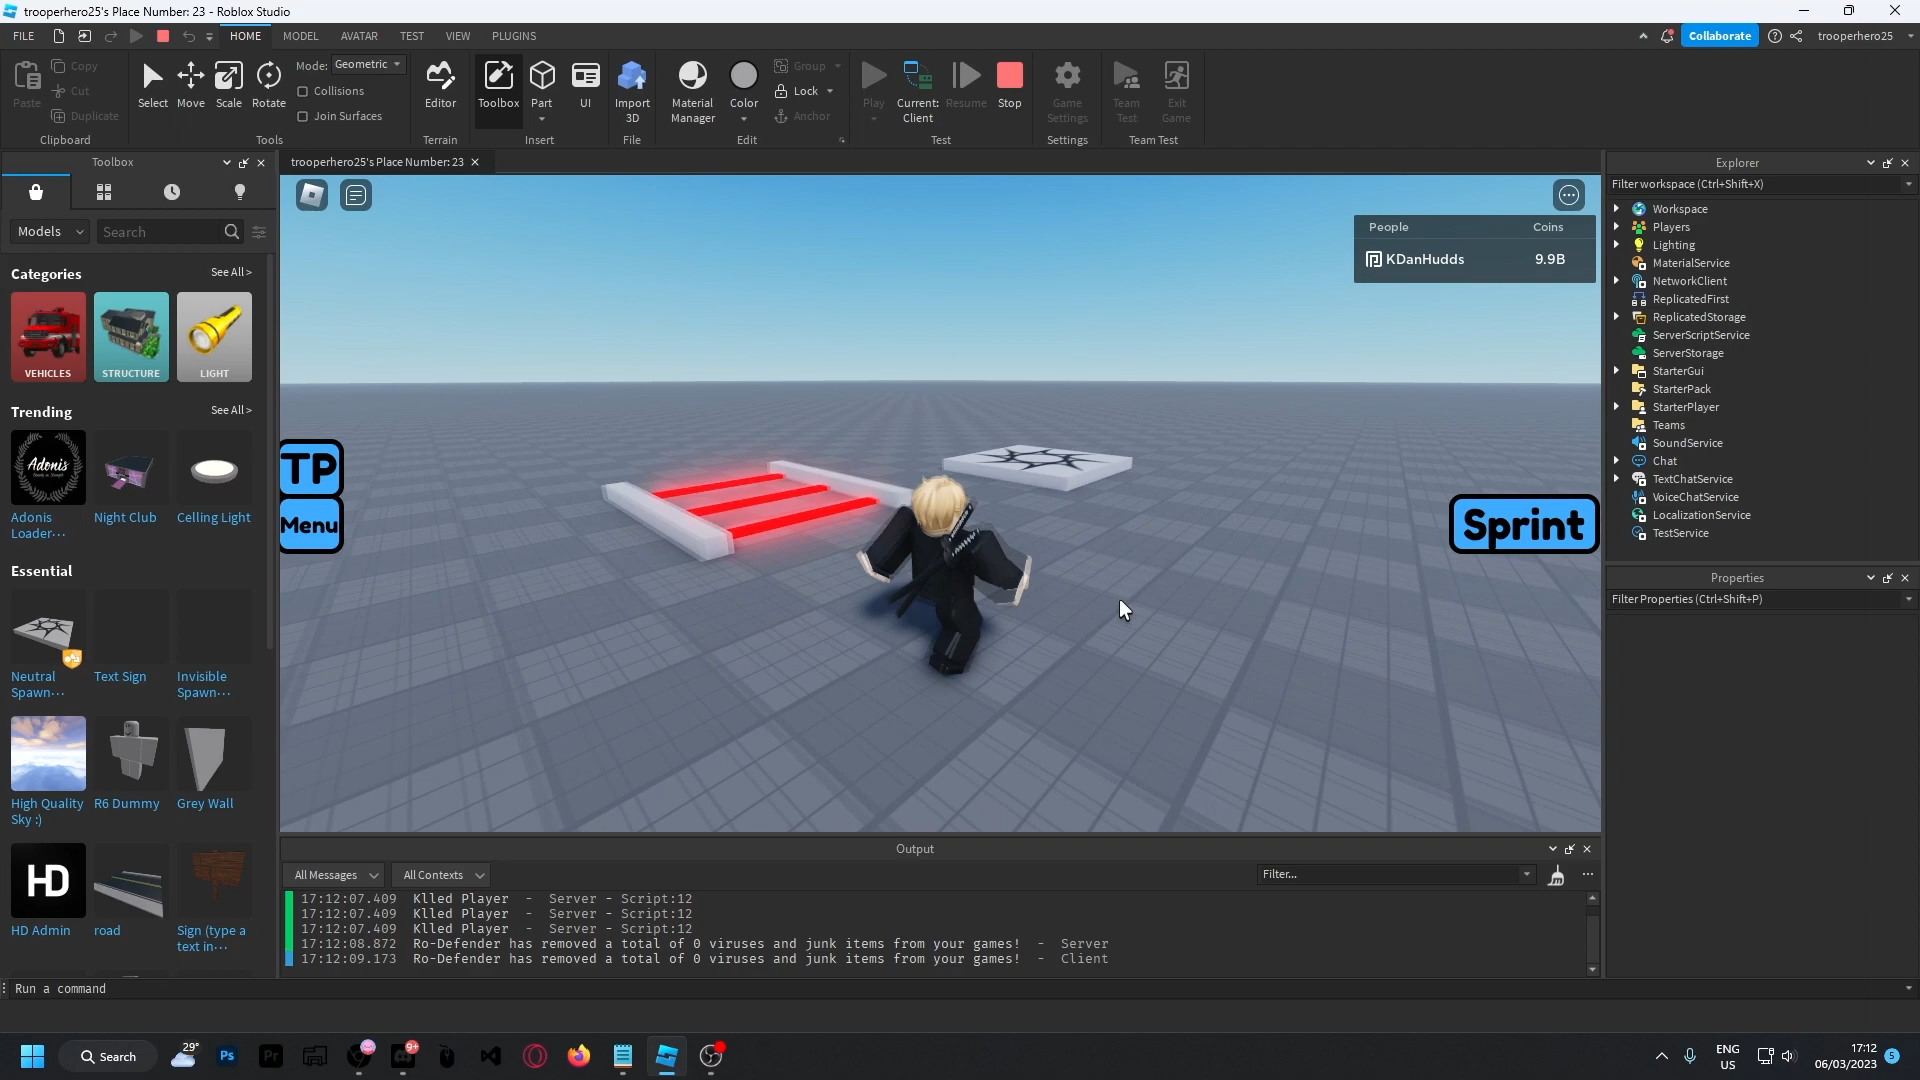 trooperhero25's Place Number: 23 - Roblox Studio
FILE
HOME
MODEL
AVATAR
TEST
VIEW
PLUGINS
Collaborate
trooperhero25
Paste
Copy
Cut
Duplicate
Clipboard
Select
Move
Scale
Rotate
Mode: Geometric
Collisions
Join Surfaces
Tools
Editor
Terrain
Toolbox
Part
UI
Insert
Import
3D
File
Material
Manager
Color
Group
Lock
Anchor
Edit
Play
Current:
Client
Resume
Stop
Test
Game
Settings
Settings
Team
Test
Exit
Game
Team Test
Toolbox
Models
Search
Categories
See All >
VEHICLES
STRUCTURE
LIGHT
Trending
See All >
Adonis
Adonis
Loader...
Night Club
Celling Light
Essential
Neutral
Spawn...
Text Sign
Invisible
Spawn...
High Quality
Sky :)
R6 Dummy
Grey Wall
HD
HD Admin
road
Sign (type a
text in...
trooperhero25's Place Number: 23
People
Coins
KDanHudds
9.9B
TP
Menu
Sprint
Output
All Messages
All Contexts
Filter...
17:12:07.409 Klled Player - Server - Script:12
17:12:07.409 Klled Player - Server - Script:12
17:12:07.409 Klled Player - Server - Script:12
17:12:08.872 Ro-Defender has removed a total of 0 viruses and junk items from your games! - Server
17:12:09.173 Ro-Defender has removed a total of 0 viruses and junk items from your games! - Client
Run a command
Explorer
Filter workspace (Ctrl+Shift+X)
Workspace
Players
Lighting
MaterialService
NetworkClient
ReplicatedFirst
ReplicatedStorage
ServerScriptService
ServerStorage
StarterGui
StarterPack
StarterPlayer
Teams
SoundService
Chat
TextChatService
VoiceChatService
LocalizationService
TestService
Properties
Filter Properties (Ctrl+Shift+P)
Search
29°
Ps
Pr
9+
ENG
US
17:12
06/03/2023
5